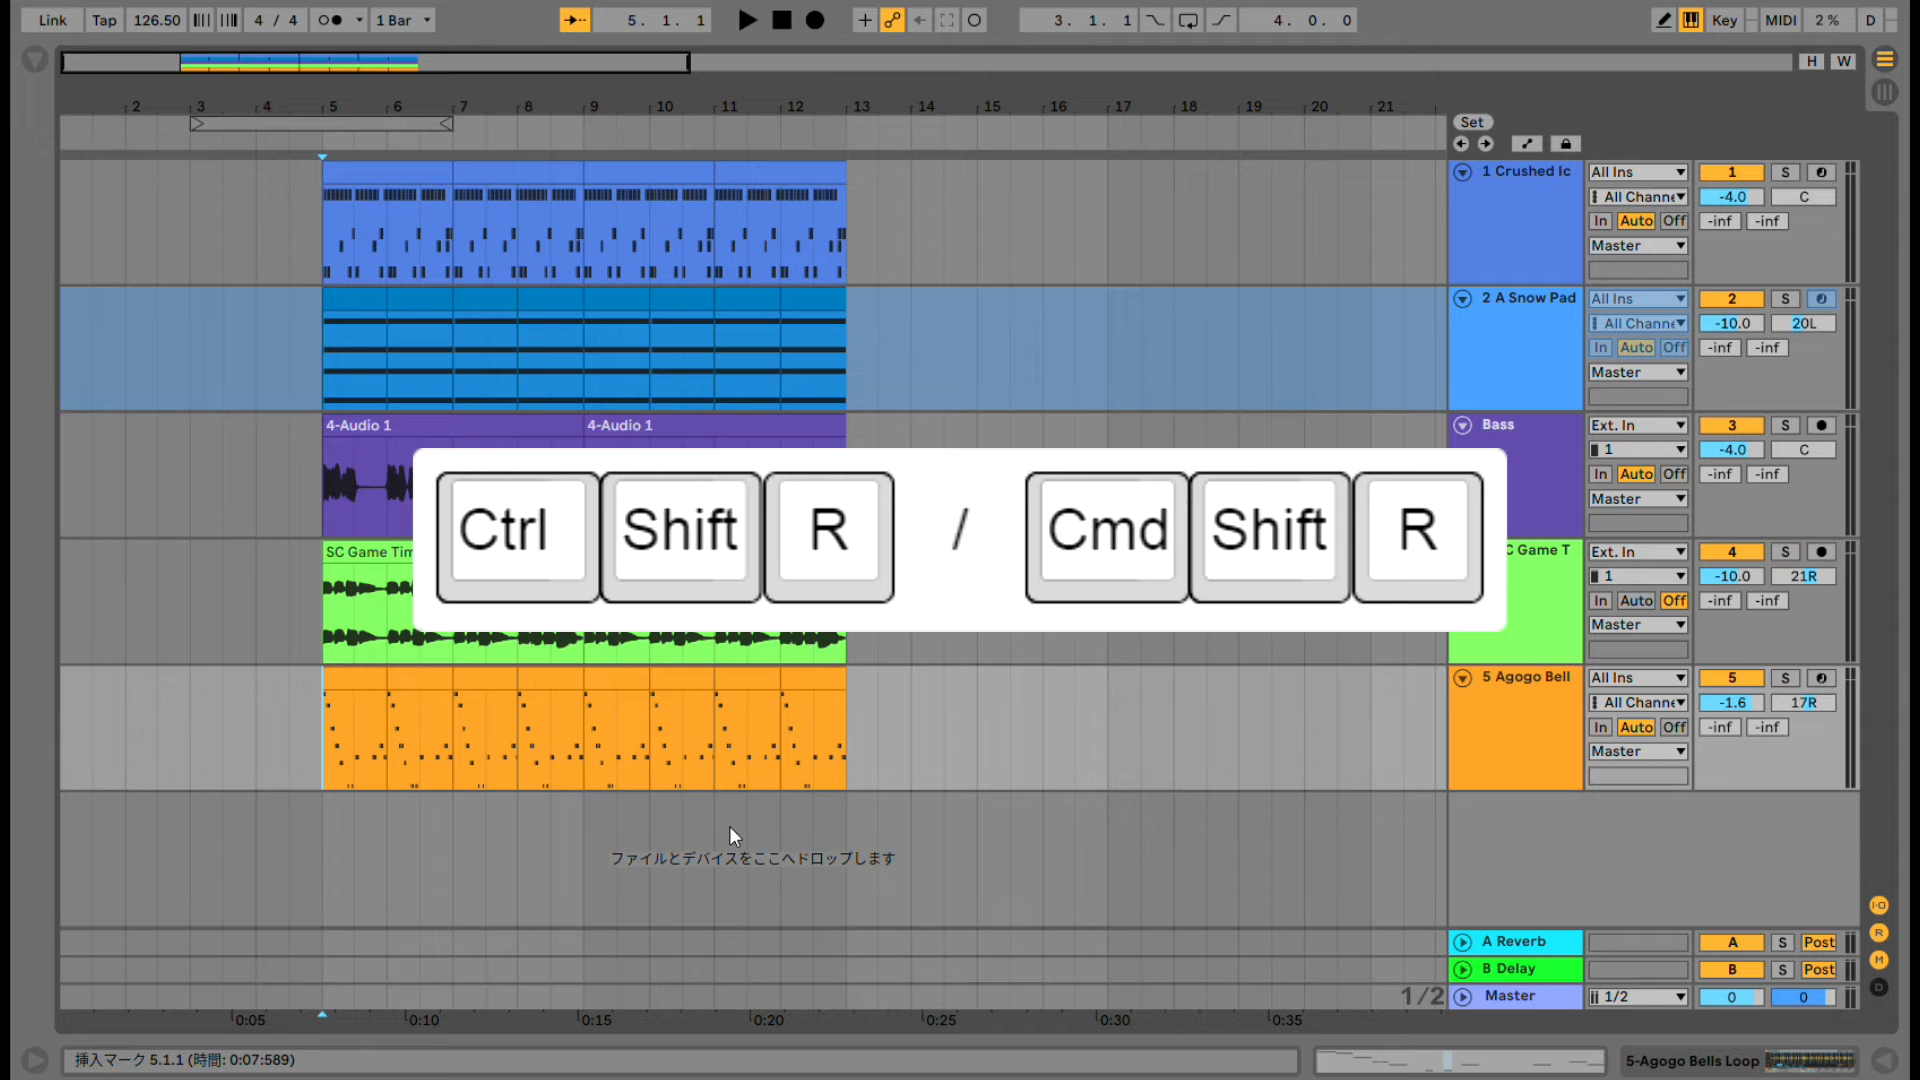 Link Tap 126.50 4 / 4 1 Bar 5. 1. 1 3. 1. 1 4. 0. 0 Key MIDI 2 % D
H W
2 3 4 5 6 7 8 9 10 11 12 13 14 15 16 17 18 19 20 21
Set
1 Crushed Ic All Ins 1 S
All Channe -4.0 C
In Auto Off -inf -inf
Master
2 A Snow Pad All Ins 2 S
All Channe -10.0 20L
In Auto Off -inf -inf
Master
4-Audio 1 4-Audio 1 Bass Ext. In 3 S
1 -4.0 C
In Auto Off -inf -inf
Master
Ctrl Shift R / Cmd Shift R
SC Game Tim C Game T Ext. In 4 S
1 -10.0 21R
In Auto Off -inf -inf
Master
5 Agogo Bell All Ins 5 S
All Channe -1.6 17R
In Auto Off -inf -inf
Master
ファイルとデバイスをここへドロップします
A Reverb A S Post
B Delay B S Post
1/2 Master 1/2 0 0
I-O
R
M
D
0:05 0:10 0:15 0:20 0:25 0:30 0:35
挿入マーク 5.1.1 (時間: 0:07:589) 5-Agogo Bells Loop